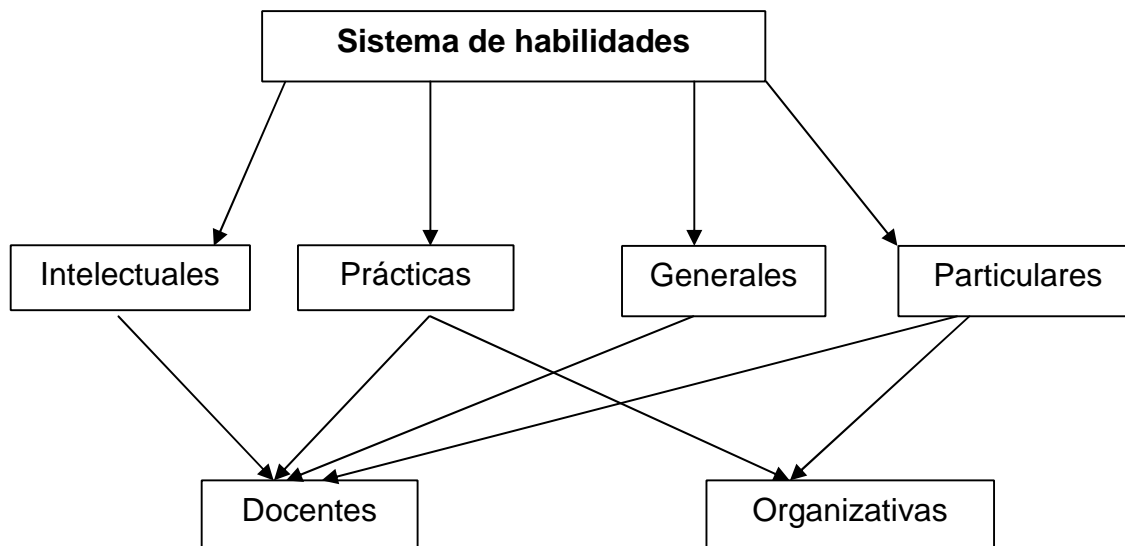 Sistema de habilidades
Intelectuales
Prácticas
Generales
Particulares
Docentes
Organizativas